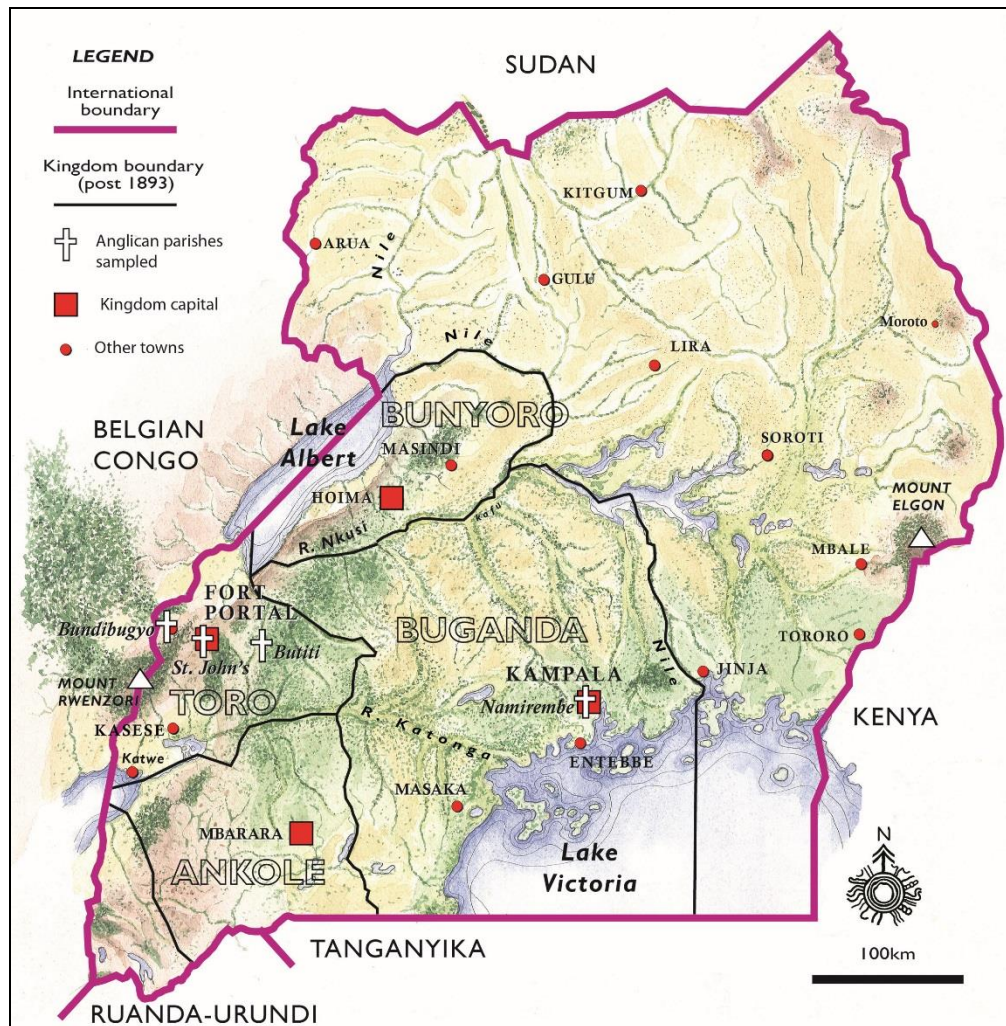 LEGEND
International
boundary
Kingdom boundary
(post 1893)
Anglican parishes
sampled
Kingdom capital
Other towns
SUDAN
KITGUM
ARUA
Nile
GULU
Moroto
LIRA
Nile
BUNYORO
BELGIAN
CONGO
Lake
Albert
MASINDI
SOROTI
HOIMA
MOUNT
ELGON
R. Nkusi
Kafu
MBALE
FORT
PORTAL
Bundibugyo
St. John's
Butiti
BUGANDA
TORORO
Nile
MOUNT
RWENZORI
TORO
KAMPALA
JINJA
Namirembe
KASESE
R. Katonga
KENYA
Katwe
ENTEBBE
MASAKA
MBARARA
ANKOLE
Lake
Victoria
N
TANGANYIKA
100km
RUANDA-URUNDI